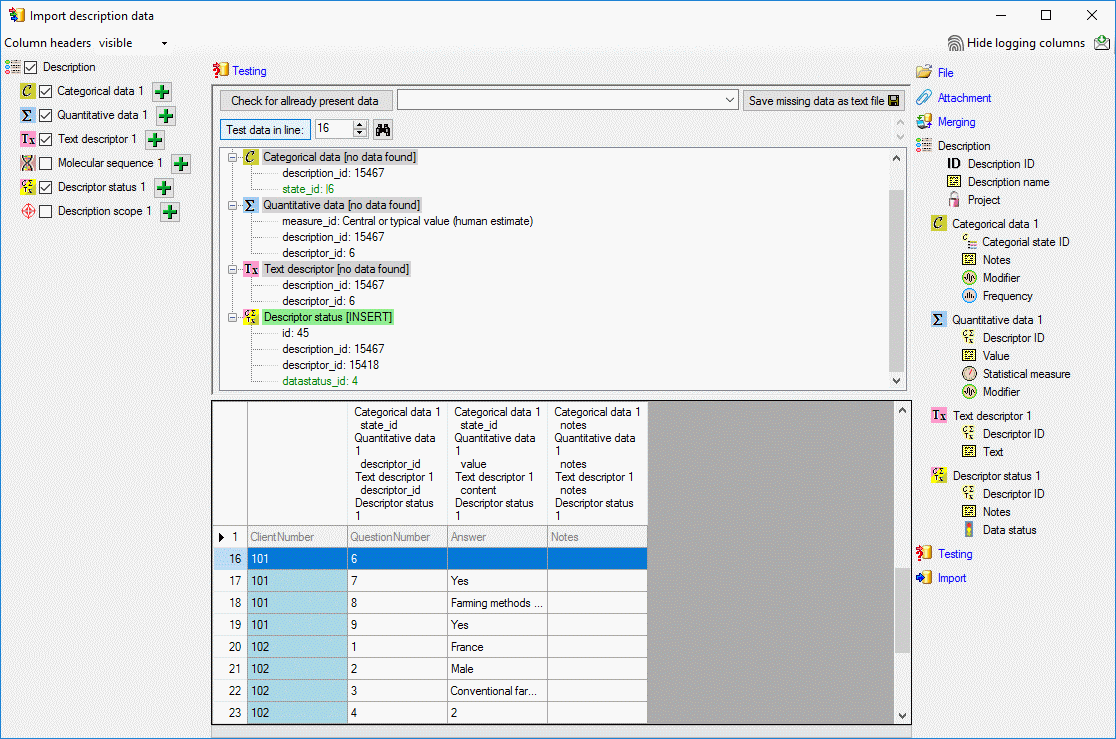 Import description data
Column headers visible
Hide logging columns
Description
Categorical data 1
Quantitative data 1
Text descriptor 1
Molecular sequence 1
Descriptor status 1
Description scope 1
Testing
Check for allready present data
Save missing data as text file
Test data in line:
16
Categorical data [no data found]
description_id: 15467
state_id: |6
Quantitative data [no data found]
measure_id: Central or typical value (human estimate)
description_id: 15467
descriptor_id: 6
Text descriptor [no data found]
description_id: 15467
descriptor_id: 6
Descriptor status [INSERT]
id: 45
description_id: 15467
descriptor_id: 15418
datastatus_id: 4
Categorical data 1
state_id
Quantitative data
1
descriptor_id
Text descriptor 1
descriptor_id
Descriptor status
1
Categorical data 1
state_id
Quantitative data
1
value
Text descriptor 1
content
Descriptor status
1
Categorical data 1
notes
Quantitative data
1
notes
Text descriptor 1
notes
Descriptor status
1
1 ClientNumber QuestionNumber Answer Notes
16 101 6
17 101 7 Yes
18 101 8 Farming methods ...
19 101 9 Yes
20 102 1 France
21 102 2 Male
22 102 3 Conventional far...
23 102 4 2
File
Attachment
Merging
Description
ID Description ID
Description name
Project
Categorical data 1
Categorial state ID
Notes
Modifier
Frequency
Quantitative data 1
Descriptor ID
Value
Statistical measure
Modifier
Text descriptor 1
Descriptor ID
Text
Descriptor status 1
Descriptor ID
Notes
Data status
Testing
Import